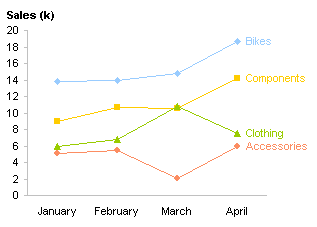 Sales (k)
20
18
Bikes
16
14
Components
12
10
8
Clothing
6
Accessories
4
2
0
January February March April